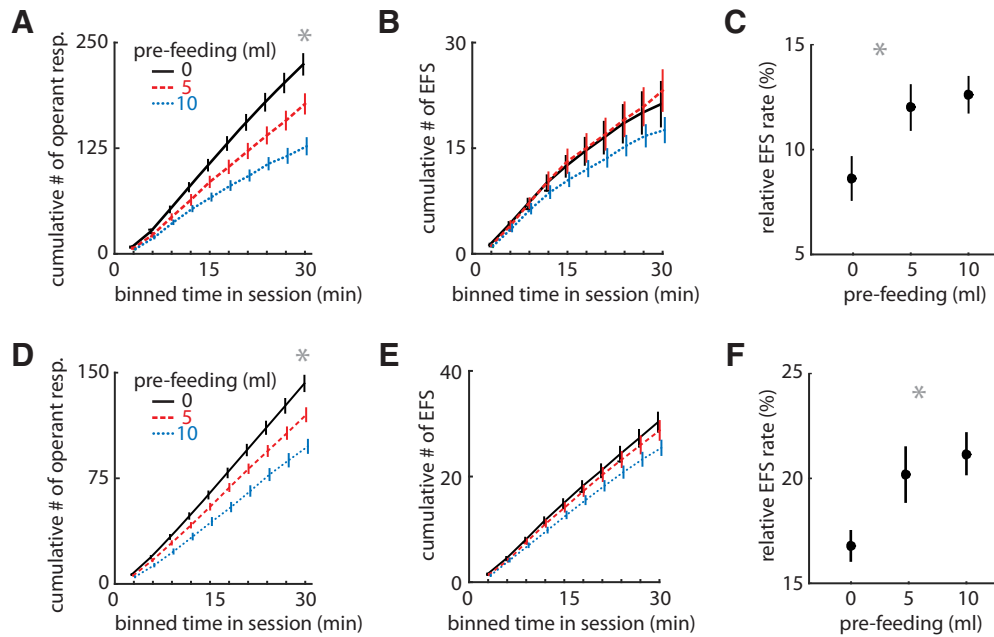 A
cumulative # of operant resp.
250
125
0
pre-feeding (ml)
0
5
10
*
0 15 30
binned time in session (min)
B
cumulative # of EFS
30
15
0
0 15 30
binned time in session (min)
C
relative EFS rate (%)
15
10
5
*
0 5 10
pre-feeding (ml)
D
cumulative # of operant resp.
150
75
0
pre-feeding (ml)
0
5
10
*
0 15 30
binned time in session (min)
E
cumulative # of EFS
40
20
0
0 15 30
binned time in session (min)
F
relative EFS rate (%)
25
20
15
*
0 5 10
pre-feeding (ml)